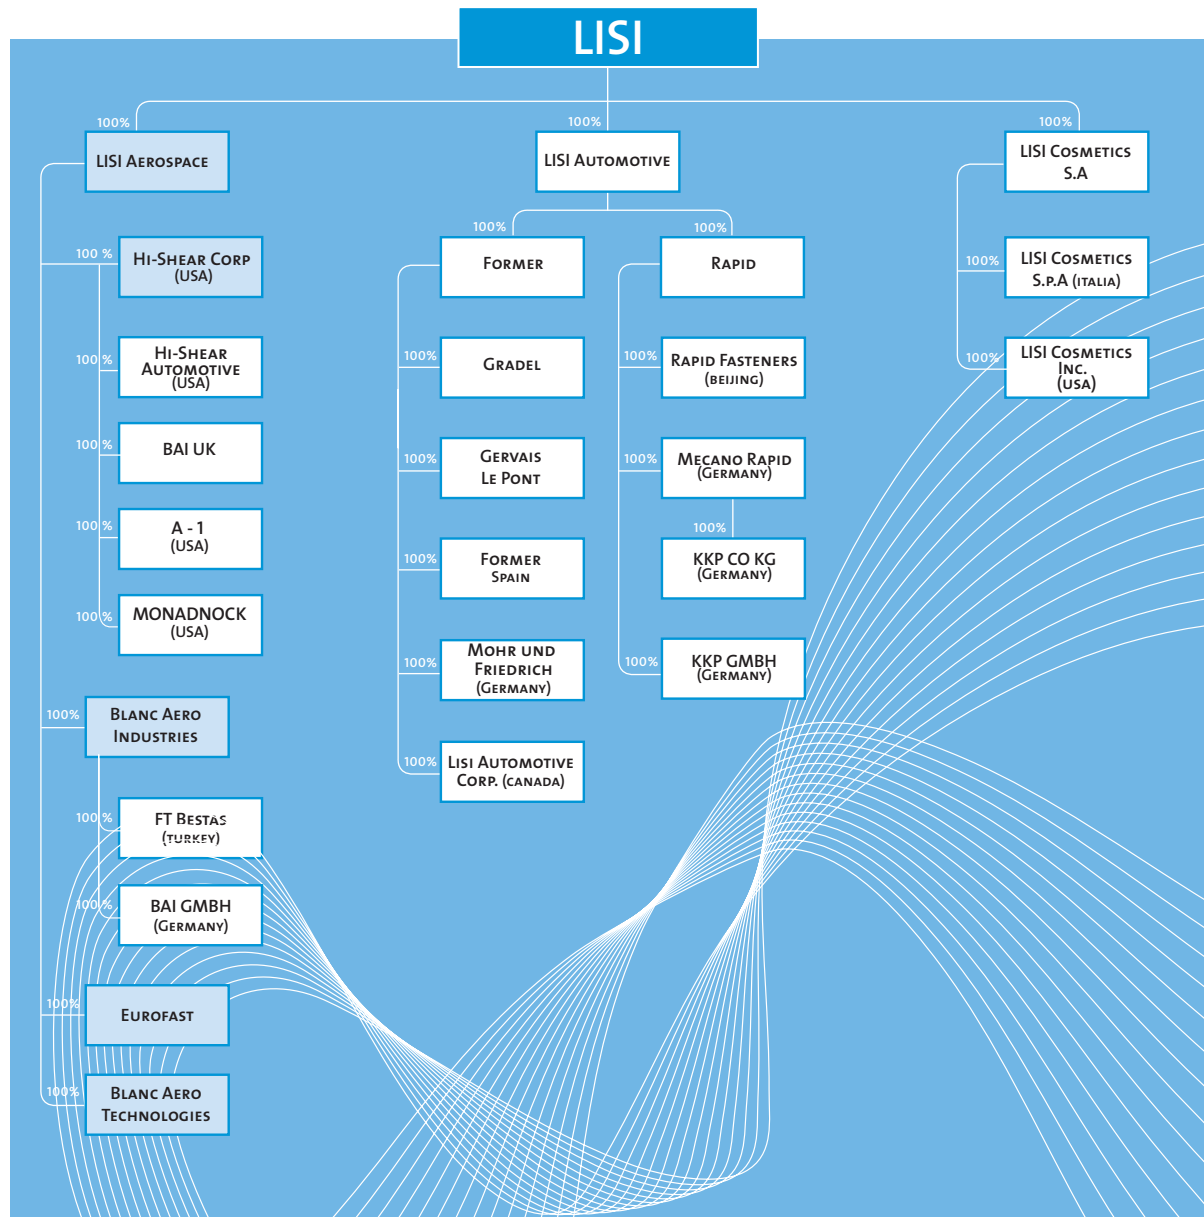 LISI
100%
LISI Aerospace
100%
LISI Automotive
100%
LISI Cosmetics
S.A
100 %
Hi-Shear Corp
(USA)
100 %
Hi-Shear
Automotive
(USA)
100 %
BAI UK
100 %
A - 1
(USA)
100 %
MONADNOCK
(USA)
100%
Blanc Aero
Industries
100 %
FT Bestas
(Turkey)
100%
BAI GMBH
(Germany)
100%
Eurofast
100%
Blanc Aero
Technologies
100%
Former
100%
Gradel
100%
Gervais
Le Pont
100%
Former
Spain
100%
Mohr und
Friedrich
(Germany)
100%
Lisi Automotive
Corp. (Canada)
100%
Rapid
100%
Rapid Fasteners
(Beijing)
100%
Mecano Rapid
(Germany)
100%
KKP CO KG
(Germany)
100%
KKP GMBH
(Germany)
100%
LISI Cosmetics
S.p.A (Italia)
100%
LISI Cosmetics
Inc.
(USA)